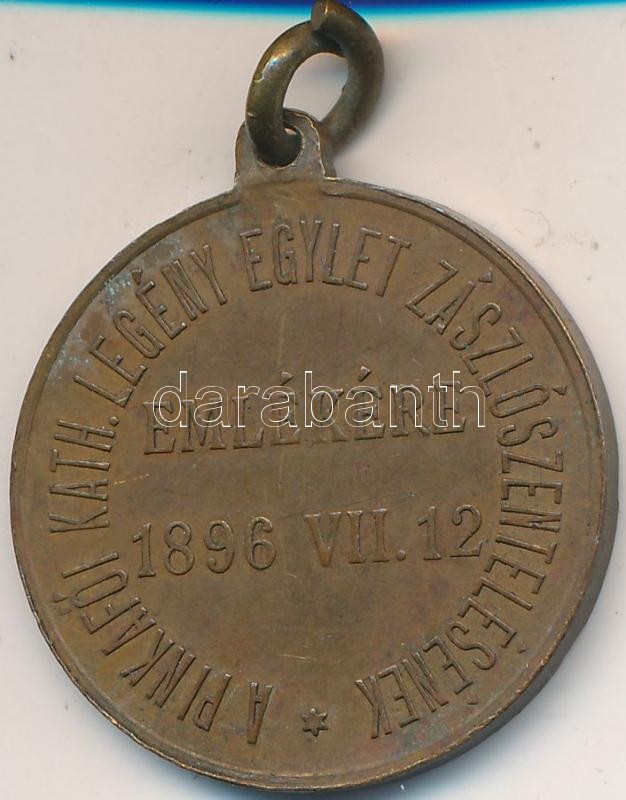 A PINKAFŐI KATH. LEGÉNY EGYLET ZÁSZLÓSZENTELÉSÉNEK
EMLÉKÉRE
1896 VII. 12
darabanth